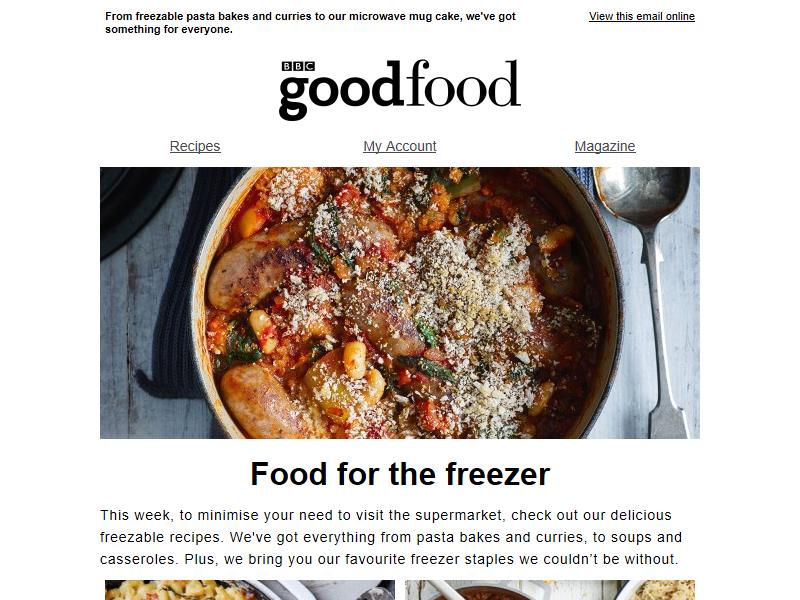 From freezable pasta bakes and curries to our microwave mug cake, we've got
something for everyone.
View this email online
BBC
goodfood
Recipes
My Account
Magazine
Food for the freezer
This week, to minimise your need to visit the supermarket, check out our delicious
freezable recipes. We've got everything from pasta bakes and curries, to soups and
casseroles. Plus, we bring you our favourite freezer staples we couldn’t be without.